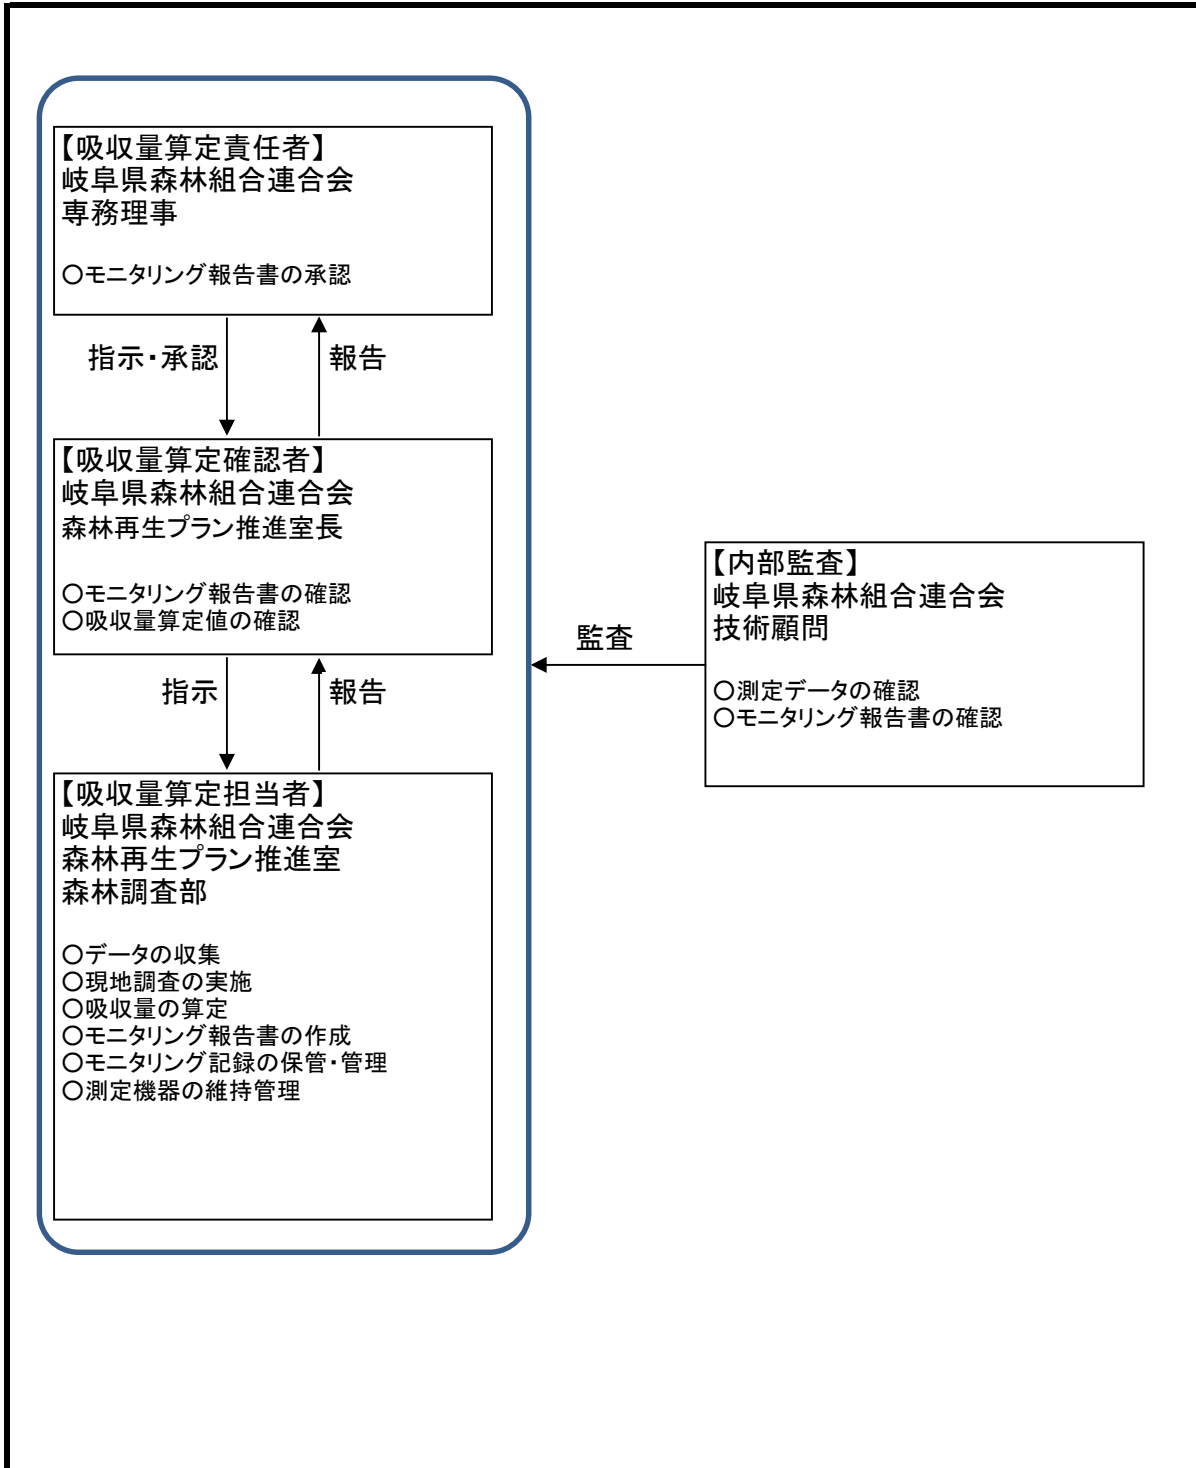 【吸収量算定責任者】
岐阜県森林組合連合会
専務理事
○モニタリング報告書の承認
指示・承認
報告
【吸収量算定確認者】
岐阜県森林組合連合会
森林再生プラン推進室長
○モニタリング報告書の確認
○吸収量算定値の確認
指示
報告
【吸収量算定担当者】
岐阜県森林組合連合会
森林再生プラン推進室
森林調査部
○データの収集
○現地調査の実施
○吸収量の算定
○モニタリング報告書の作成
○モニタリング記録の保管・管理
○測定機器の維持管理
監査
【内部監査】
岐阜県森林組合連合会
技術顧問
○測定データの確認
○モニタリング報告書の確認